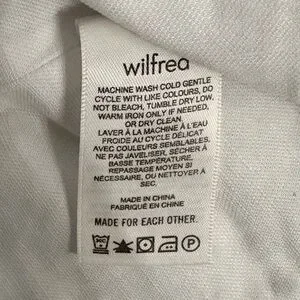 wilfred
MACHINE WASH COLD GENTLE
CYCLE WITH LIKE COLOURS, DO
NOT BLEACH, TUMBLE DRY LOW.
WARM IRON ONLY IF NEEDED,
OR DRY CLEAN.
LAVER À LA MACHINE À L'EAU
FROIDE AU CYCLE DÉLICAT
AVEC COULEURS SEMBLABLES.
NE PAS JAVELISER, SÉCHER À
BASSE TEMPÉRATURE,
REPASSAGE MOYEN SI
NÉCESSAIRE, OU NETTOYER À
SEC.
MADE IN CHINA
FABRIQUÉ EN CHINE
MADE FOR EACH OTHER.